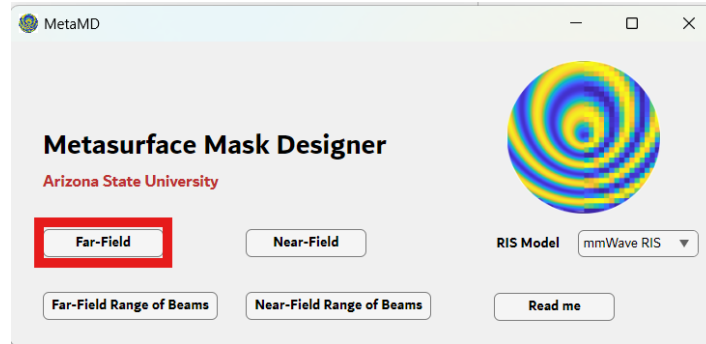 MetaMD
Metasurface Mask Designer
Arizona State University
Far-Field
Near-Field
RIS Model
mmWave RIS
Far-Field Range of Beams
Near-Field Range of Beams
Read me